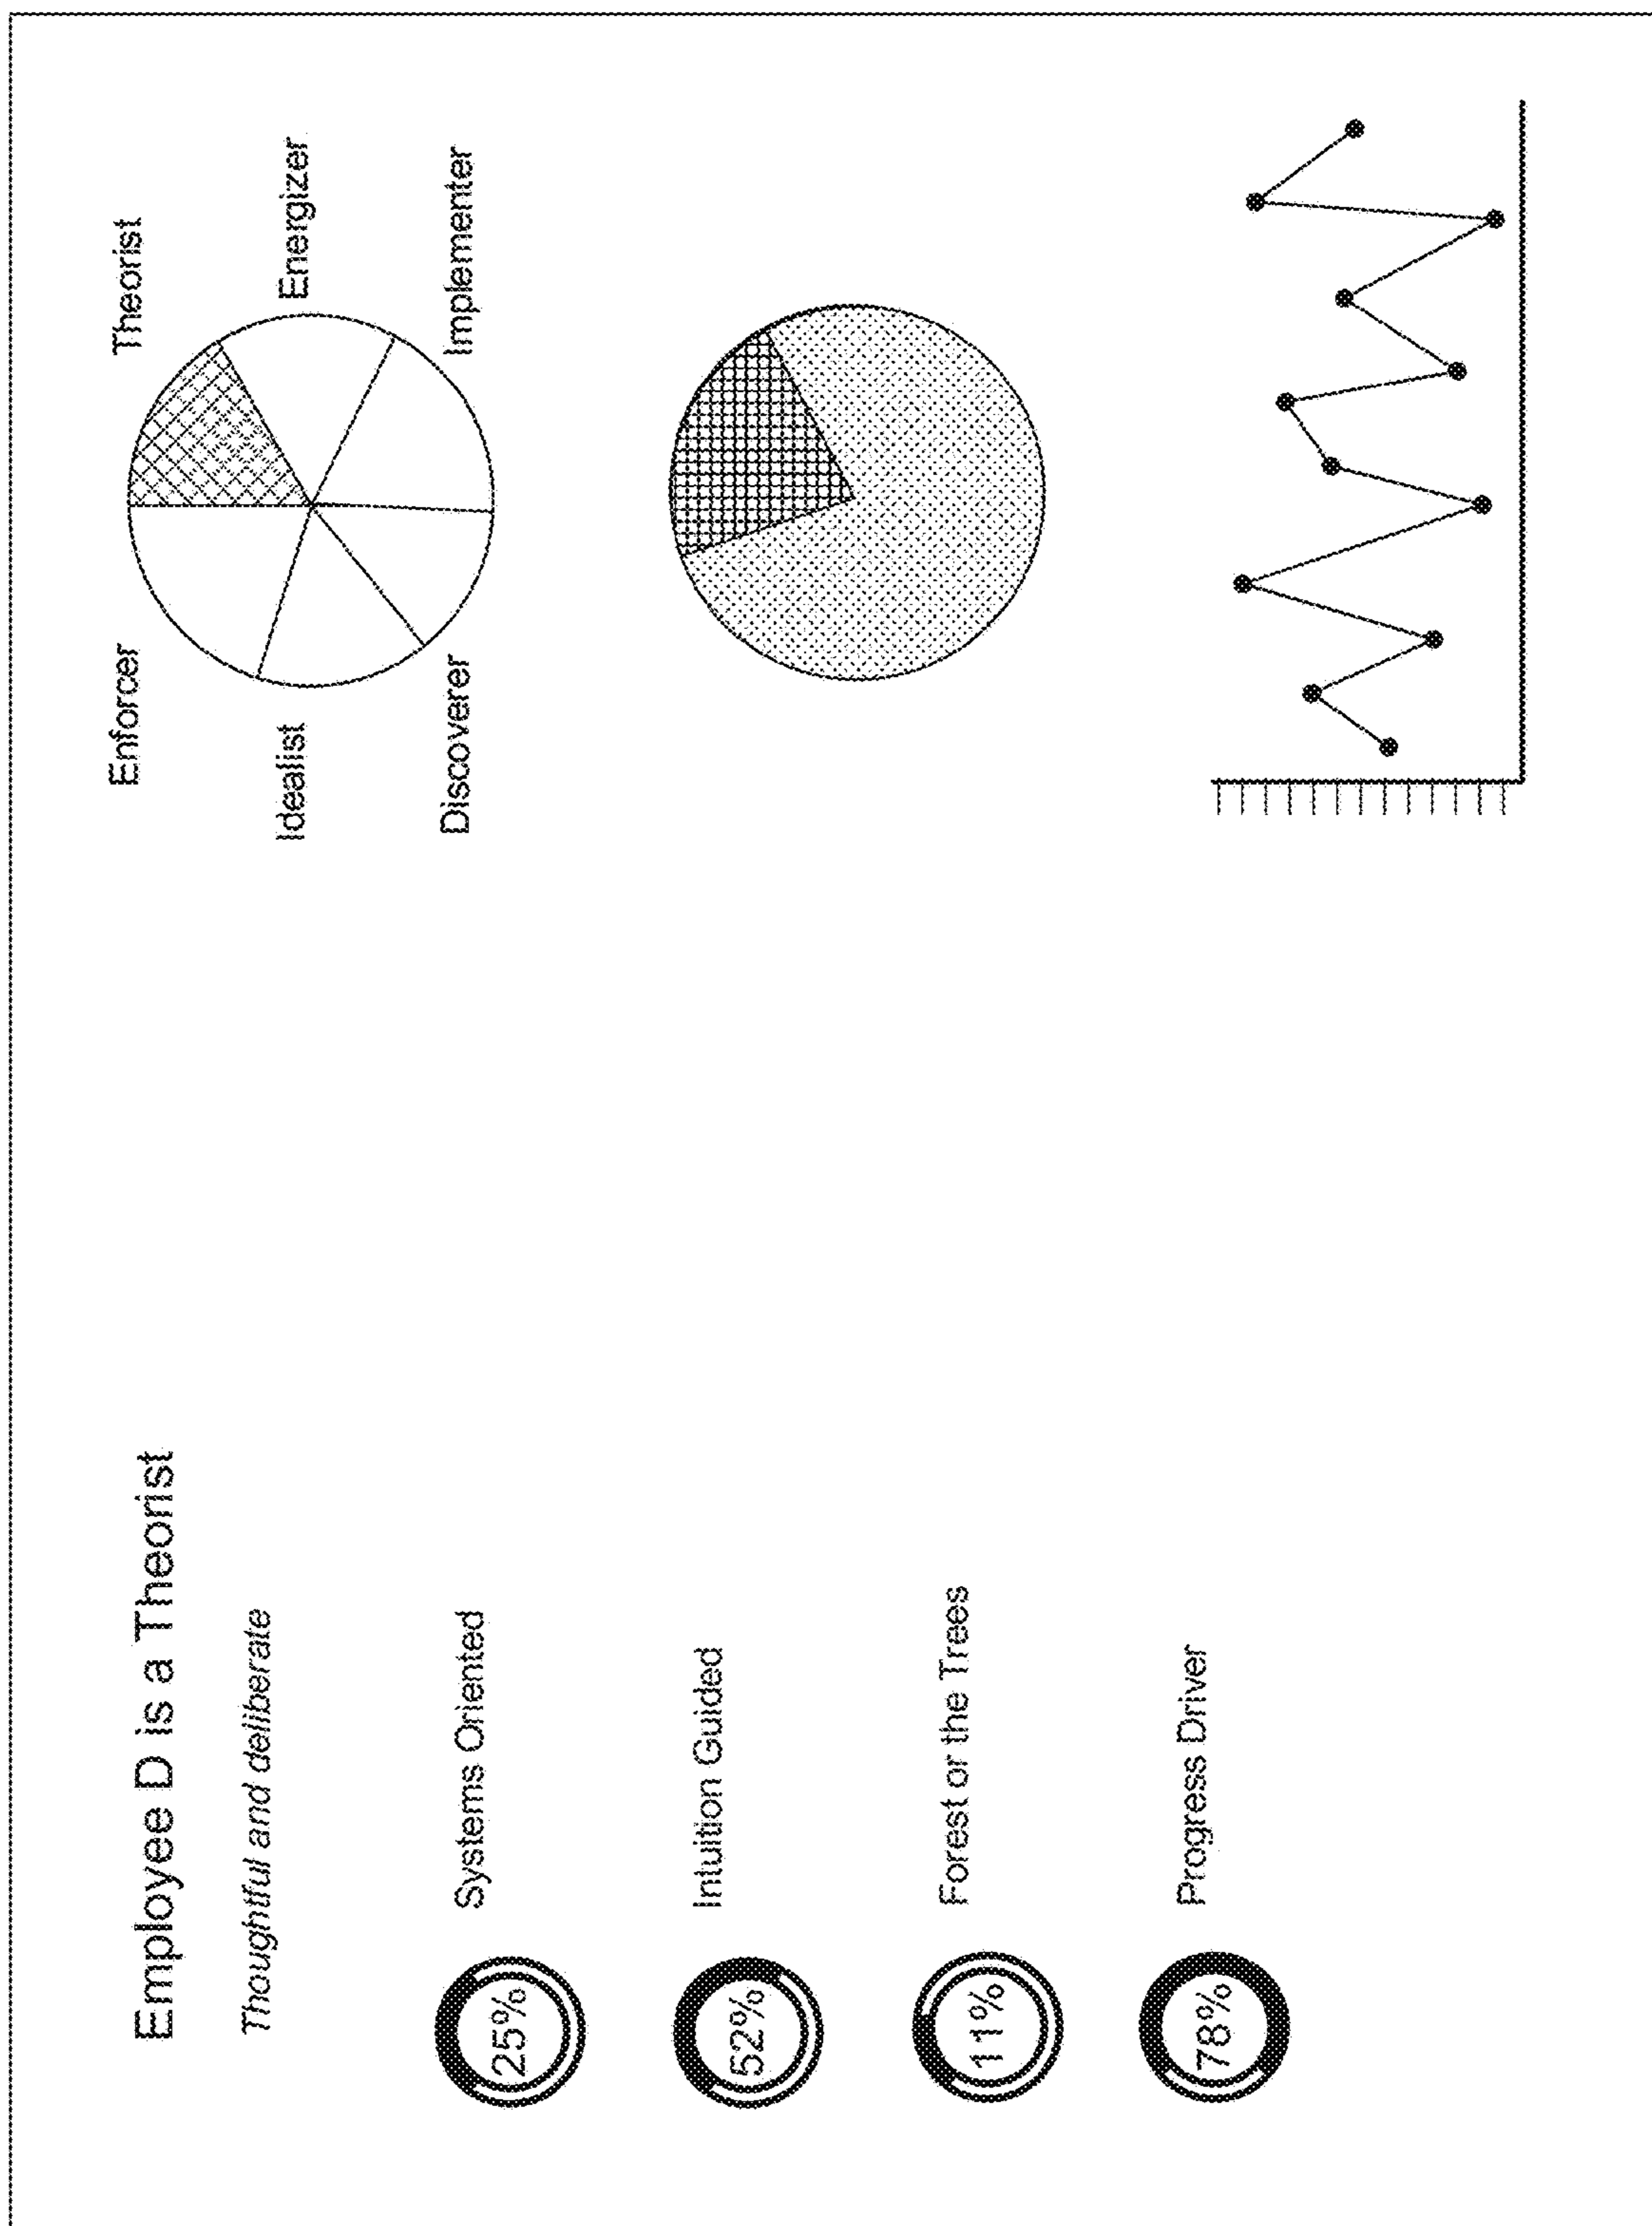 Employee D is a Theorist
Thoughtful and deliberate
25%
Systems Oriented
52%
Intuition Guided
11%
Forest or the Trees
78%
Progress Driver
Enforcer
Theorist
Idealist
Energizer
Discoverer
Implementer